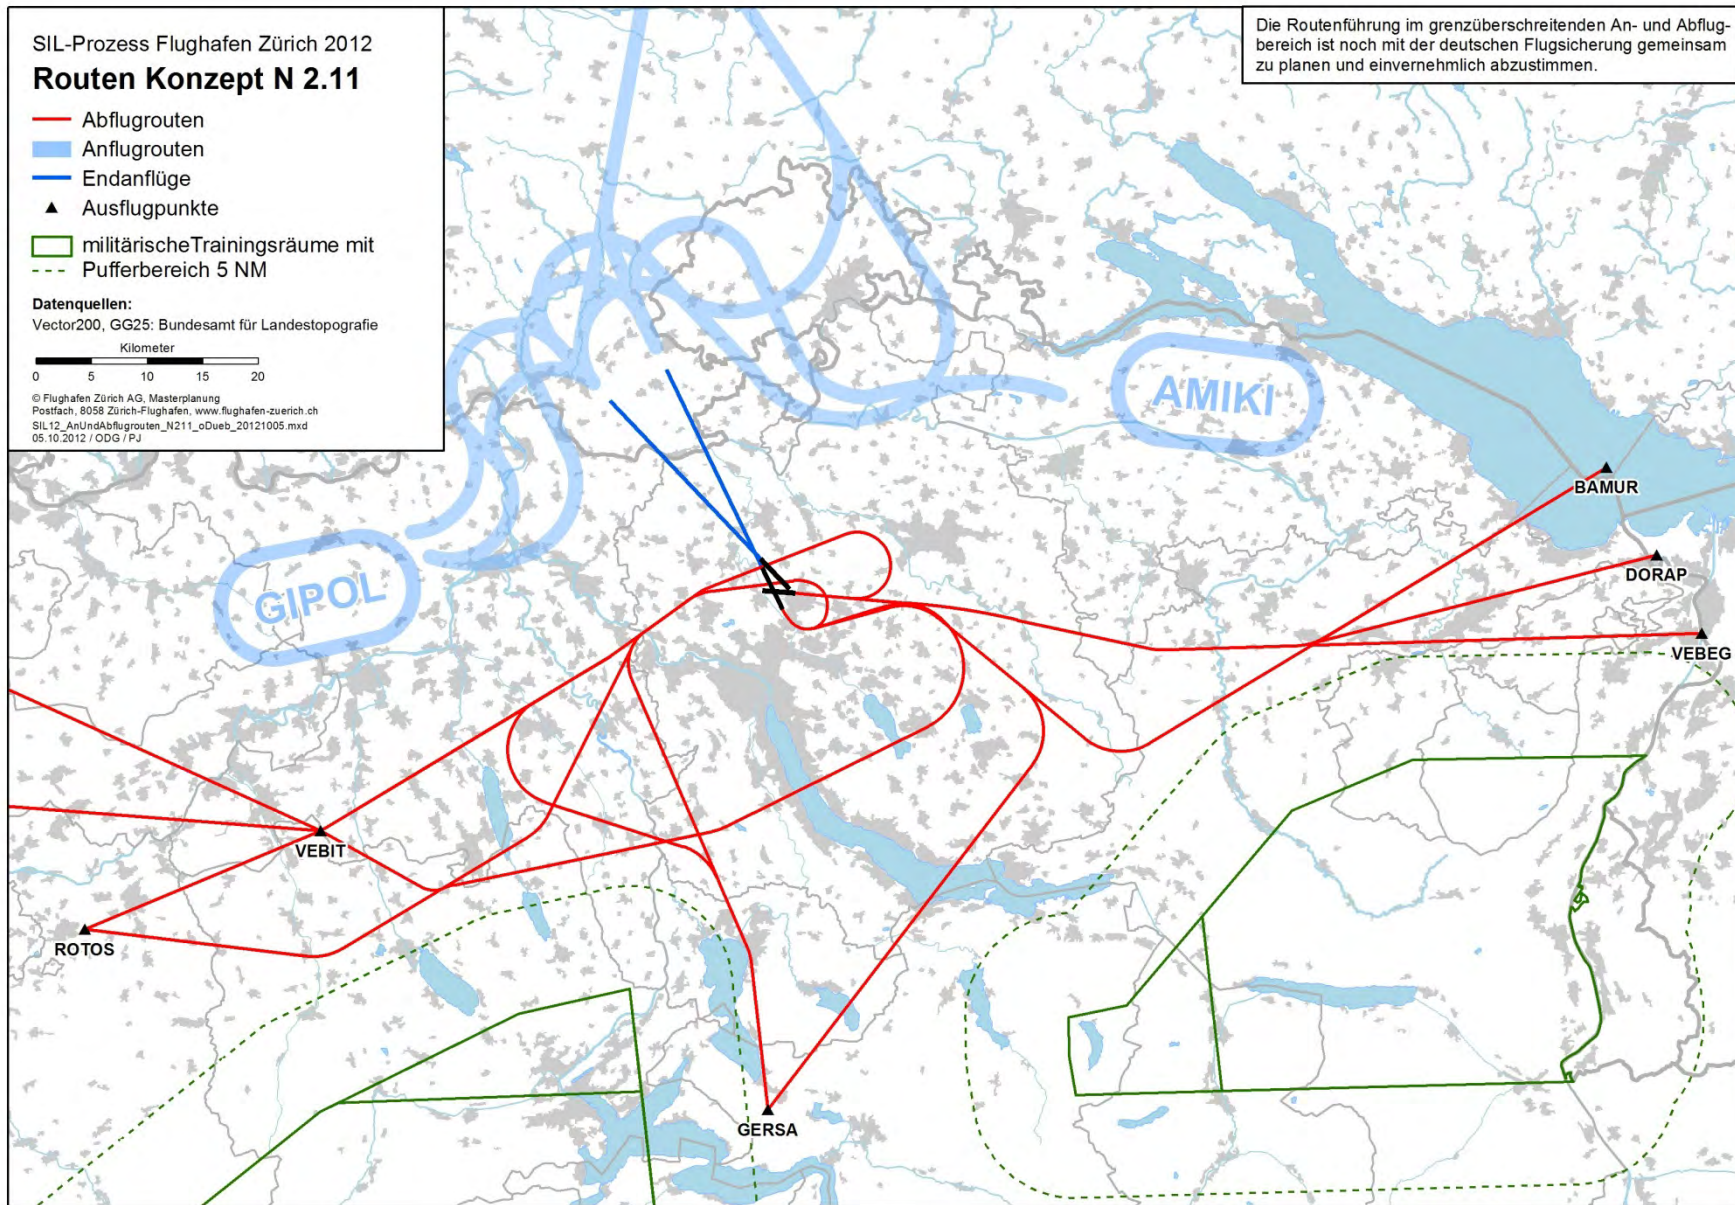 SIL-Prozess Flughafen Zürich 2012
Routen Konzept N 2.11
Abflugrouten
Anflugrouten
Endanflüge
Ausflugpunkte
militärischeTrainingsräume mit
Pufferbereich 5 NM
Datenquellen:
Vector200, GG25: Bundesamt für Landestopografie
Kilometer
0 5 10 15 20
© Flughafen Zürich AG, Masterplanung
Postfach, 8058 Zürich-Flughafen, www.flughafen-zuerich.ch
SIL12_AnUndAbflugrouten_N211_oDueb_20121005.mxd
05.10.2012 / ODG / PJ
Die Routenführung im grenzüberschreitenden An- und Abflug-
bereich ist noch mit der deutschen Flugsicherung gemeinsam
zu planen und einvernehmlich abzustimmen.
AMIKI
BAMUR
DORAP
GIPOL
VEBEG
VEBIT
ROTOS
GERSA